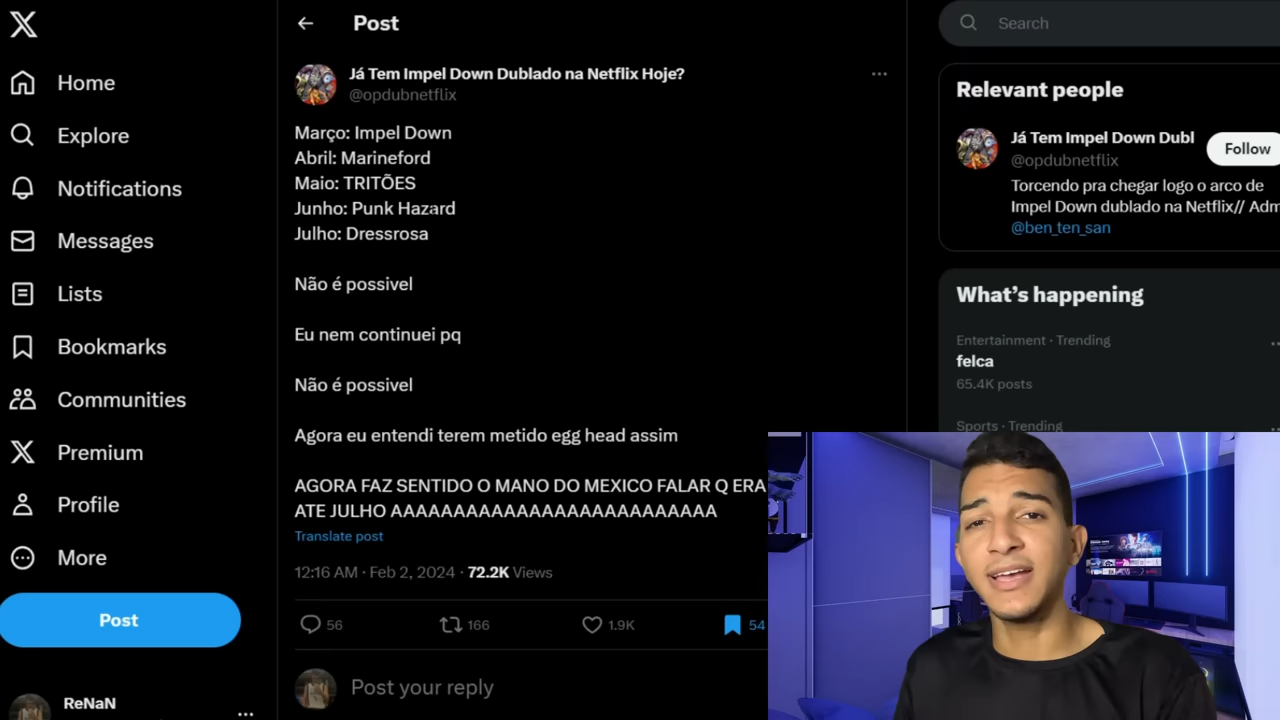 Post
Search
Home
Explore
Notifications
Messages
Lists
Bookmarks
Communities
Premium
Profile
More
Post
ReNaN
Já Tem Impel Down Dublado na Netflix Hoje?
@opdubnetflix
Março: Impel Down
Abril: Marineford
Maio: TRITÕES
Junho: Punk Hazard
Julho: Dressrosa
Não é possivel
Eu nem continuei pq
Não é possivel
Agora eu entendi terem metido egg head assim
AGORA FAZ SENTIDO O MANO DO MEXICO FALAR Q ERA
ATE JULHO AAAAAAAAAAAAAAAAAAAAAAAAAA
Translate post
12:16 AM · Feb 2, 2024 · 72.2K Views
56 166 1.9K 54
Post your reply
Relevant people
Já Tem Impel Down Dubl
@opdubnetflix
Follow
Torcendo pra chegar logo o arco de
Impel Down dublado na Netflix// Adm
@ben_ten_san
What's happening
Entertainment · Trending
felca
65.4K posts
Sports · Trending